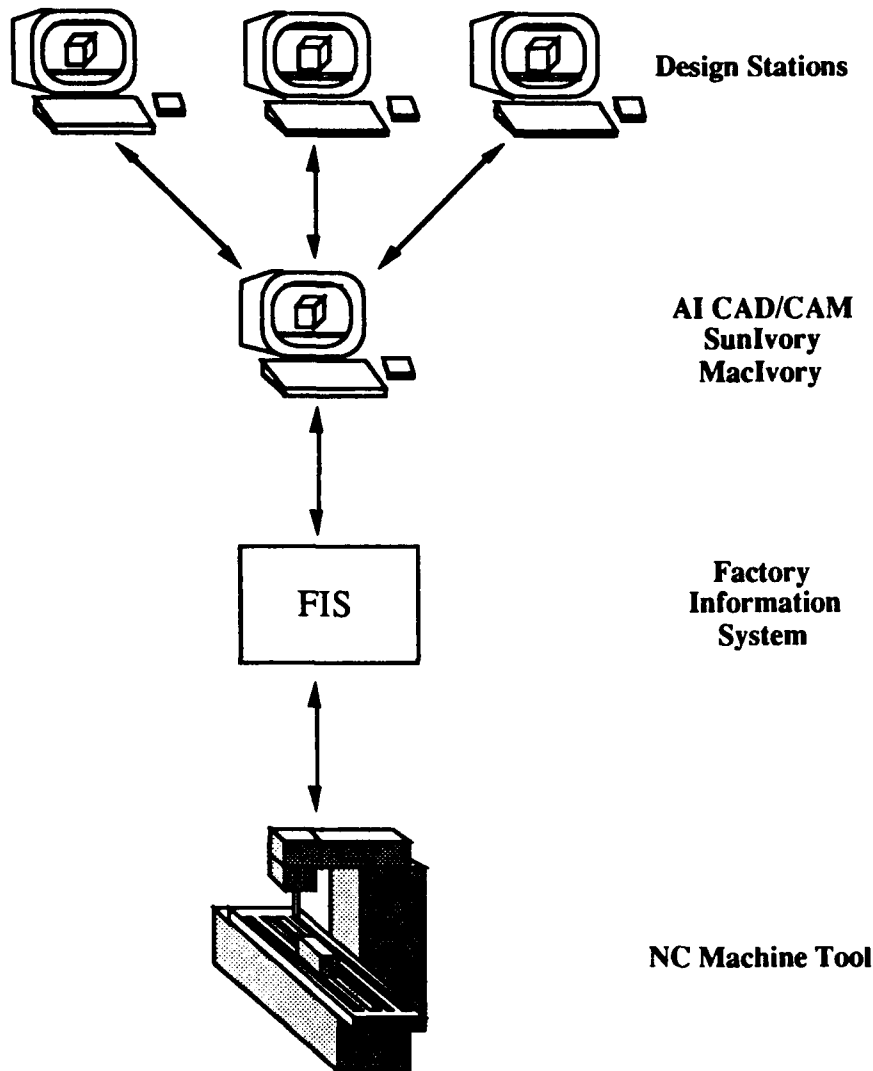 Design Stations
AI CAD/CAM
SunIvory
MacIvory
FIS
Factory
Information
System
NC Machine Tool